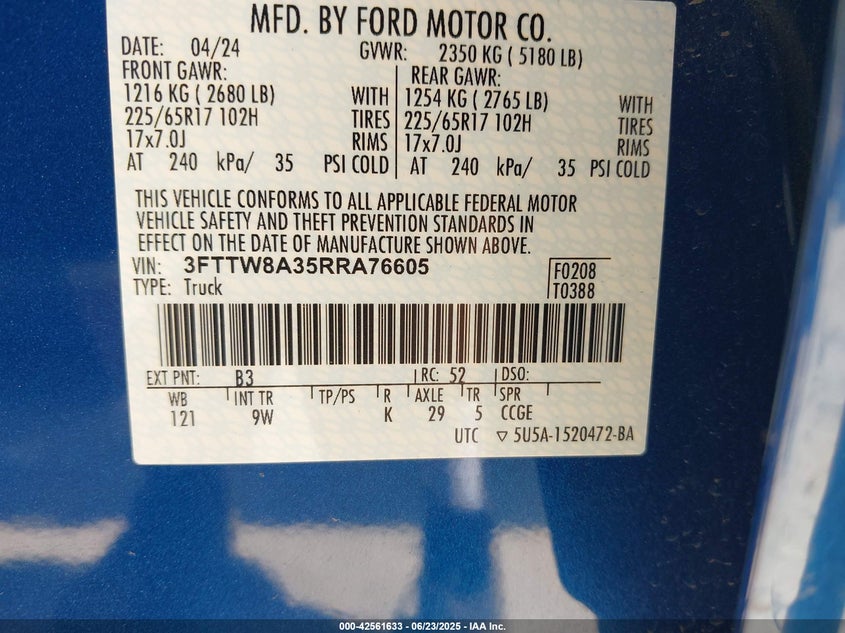 MFD. BY FORD MOTOR CO.
DATE: 04/24 GVWR: 2350 KG ( 5180 LB)
FRONT GAWR: REAR GAWR:
1216 KG ( 2680 LB) WITH 1254 KG ( 2765 LB) WITH
225/65R17 102H TIRES 225/65R17 102H TIRES
17x7.0J RIMS 17x7.0J RIMS
AT 240 kPa/ 35 PSI COLD AT 240 kPa/ 35 PSI COLD
THIS VEHICLE CONFORMS TO ALL APPLICABLE FEDERAL MOTOR
VEHICLE SAFETY AND THEFT PREVENTION STANDARDS IN
EFFECT ON THE DATE OF MANUFACTURE SHOWN ABOVE.
VIN: 3FTTW8A35RRA76605 F0208
TYPE: Truck T0388
EXT PNT: B3 RC: 52 DSO:
WB INT TR TP/PS R AXLE TR SPR
121 9W K 29 5 CCGE
UTC ▽ 5U5A-1520472-BA
000-42561633 - 06/23/2025 - IAA Inc.